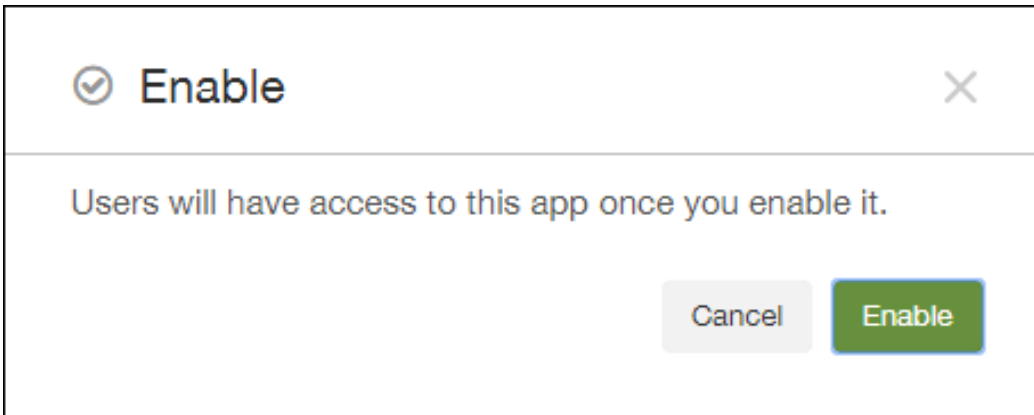 Enable
Users will have access to this app once you enable it.
Cancel Enable